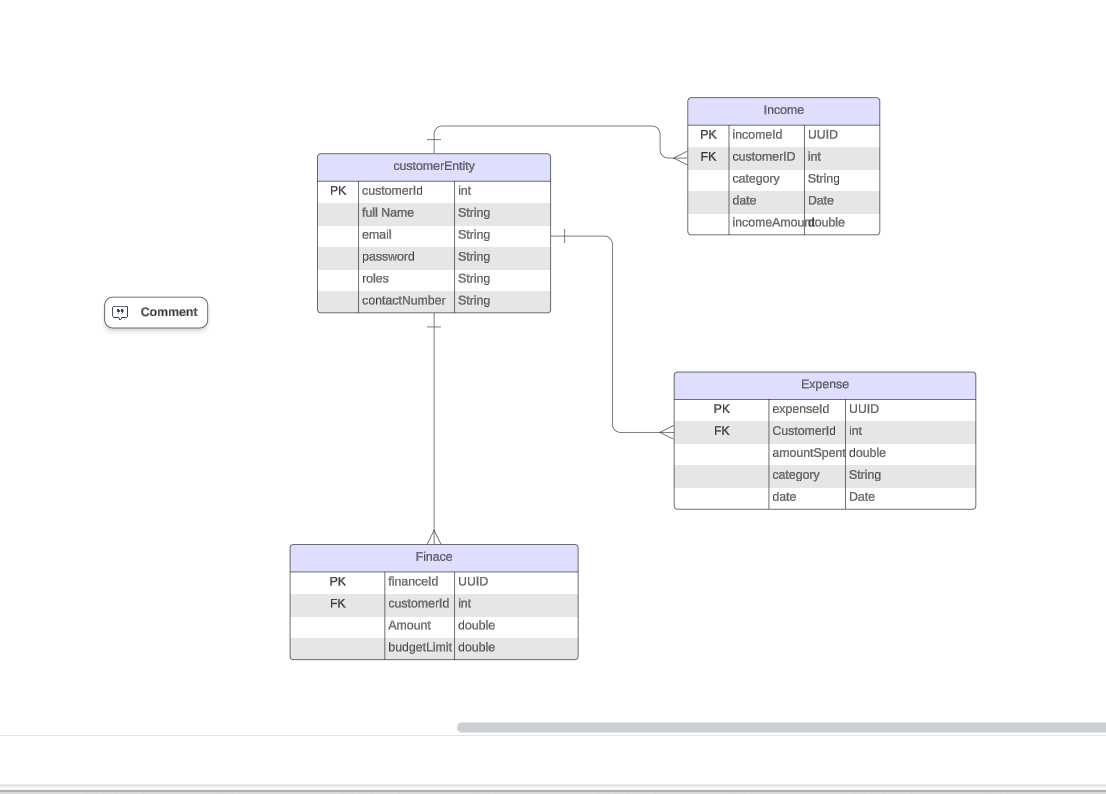 Income
PK incomeId UUID
FK customerID int
category String
date Date
incomeAmount double
customerEntity
PK customerId int
full Name String
email String
password String
roles String
contactNumber String
Comment
Expense
PK expenseId UUID
FK CustomerId int
amountSpent double
category String
date Date
Finace
PK financeId UUID
FK customerId int
Amount double
budgetLimit double